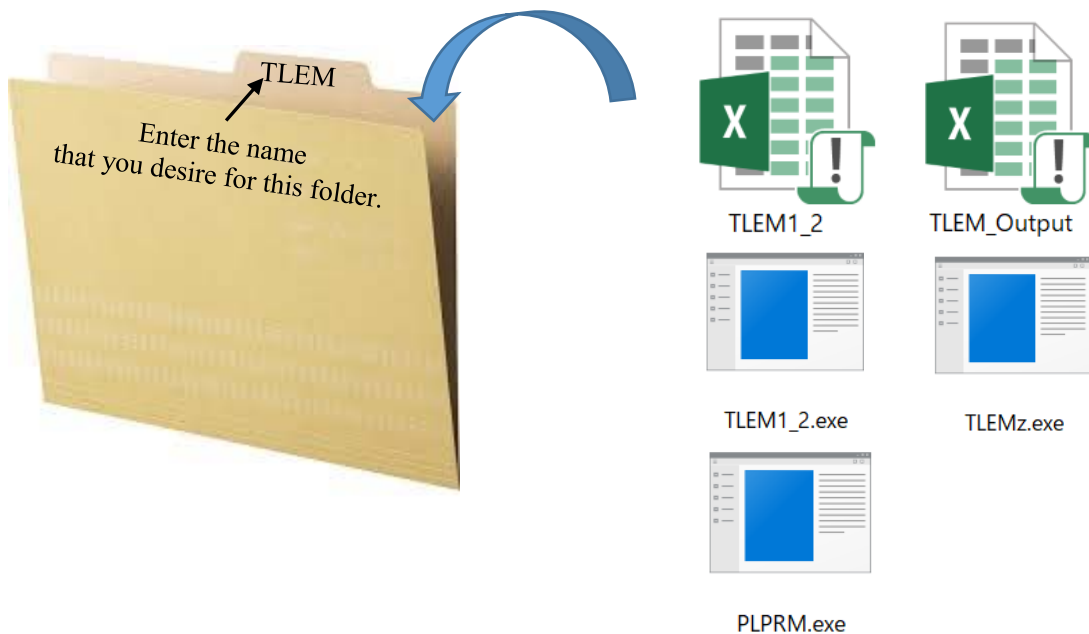 TLEM
Enter the name
that you desire for this folder.
X
X
TLEM1_2
TLEM_Output
TLEM1_2.exe
TLEMz.exe
PLPRM.exe